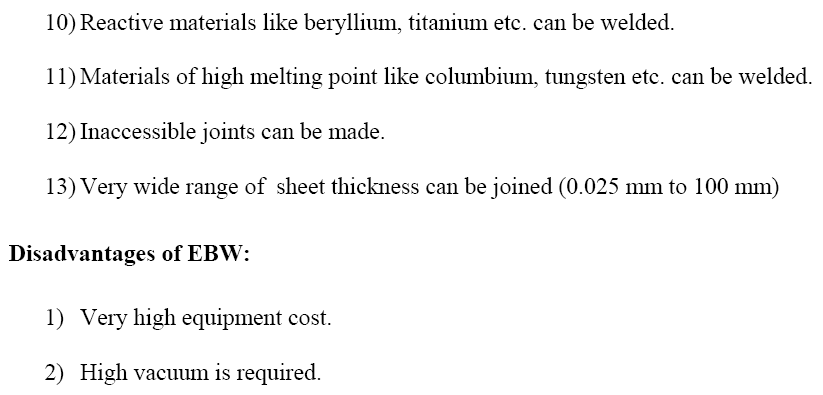 10) Reactive materials like beryllium, titanium etc. can be welded.
11) Materials of high melting point like columbium, tungsten etc. can be welded.
12) Inaccessible joints can be made.
13) Very wide range of sheet thickness can be joined (0.025 mm to 100 mm)
Disadvantages of EBW:
1) Very high equipment cost.
2) High vacuum is required.